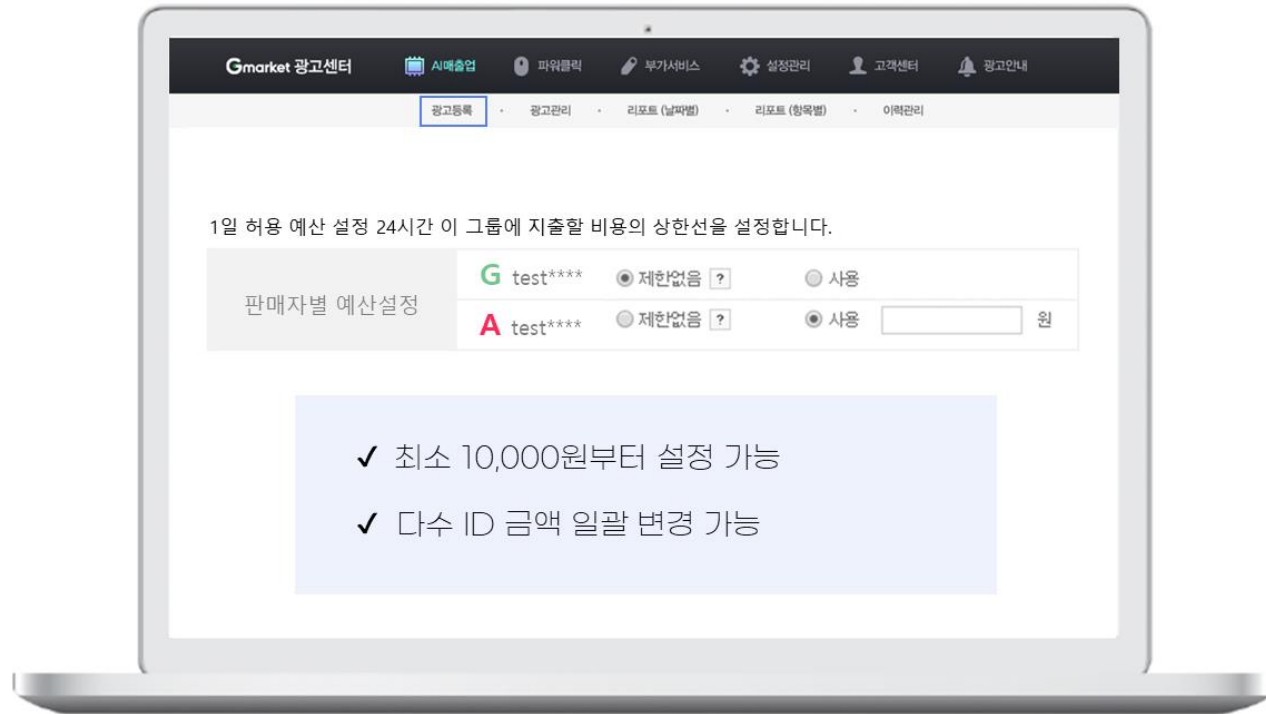 Gmarket 광고센터 AI매출업 파워클릭 부가서비스 설정관리 고객센터 광고안내
광고등록 · 광고관리 · 리포트 (날짜별) · 리포트 (항목별) · 이력관리
1일 허용 예산 설정 24시간 이 그룹에 지출할 비용의 상한선을 설정합니다.
판매자별 예산설정
G test**** 제한없음 ? 사용
A test**** 제한없음 ? 사용 원
✓ 최소 10,000원부터 설정 가능
✓ 다수 ID 금액 일괄 변경 가능